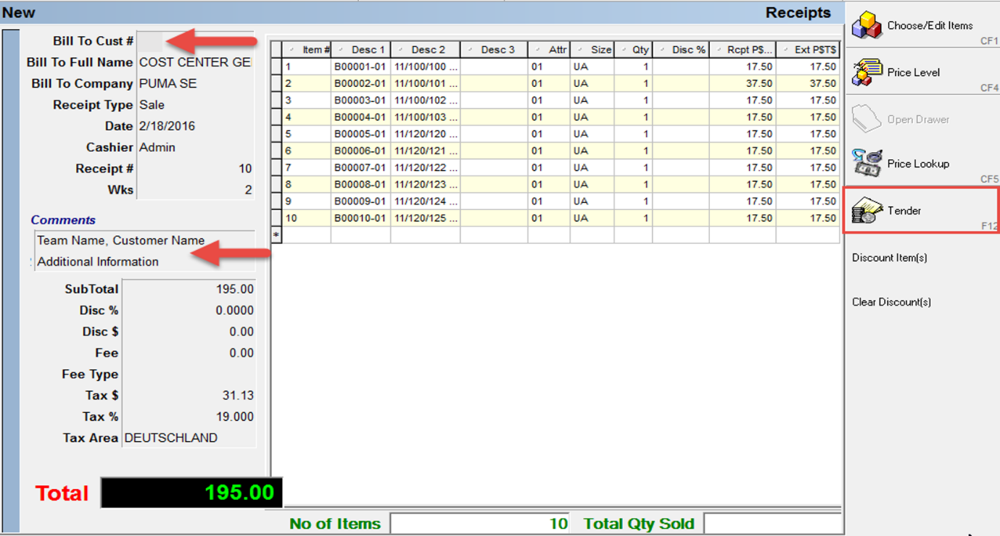 New Receipts
Bill To Cust #
Bill To Full Name COST CENTER GE
Bill To Company PUMA SE
Receipt Type Sale
Date 2/18/2016
Cashier Admin
Receipt # 10
Wks 2
Comments
Team Name, Customer Name
Additional Information
SubTotal 195.00
Disc % 0.0000
Disc $ 0.00
Fee 0.00
Fee Type
Tax $ 31.13
Tax % 19.000
Tax Area DEUTSCHLAND
Total 195.00
Item # Desc 1 Desc 2 Desc 3 Attr Size Qty Disc % Rcpt P$... Ext P$T$
1 B00001-01 11/100/100 ... 01 UA 1 17.50 17.50
2 B00002-01 11/100/101 ... 01 UA 1 37.50 37.50
3 B00003-01 11/100/102 ... 01 UA 1 17.50 17.50
4 B00004-01 11/100/103 ... 01 UA 1 17.50 17.50
5 B00005-01 11/120/120 ... 01 UA 1 17.50 17.50
6 B00006-01 11/120/121 ... 01 UA 1 17.50 17.50
7 B00007-01 11/120/122 ... 01 UA 1 17.50 17.50
8 B00008-01 11/120/123 ... 01 UA 1 17.50 17.50
9 B00009-01 11/120/124 ... 01 UA 1 17.50 17.50
10 B00010-01 11/120/125 ... 01 UA 1 17.50 17.50
*
No of Items 10 Total Qty Sold
Choose/Edit Items
CF1
Price Level
CF4
Open Drawer
Price Lookup
CF5
Tender
F12
Discount Item(s)
Clear Discount(s)